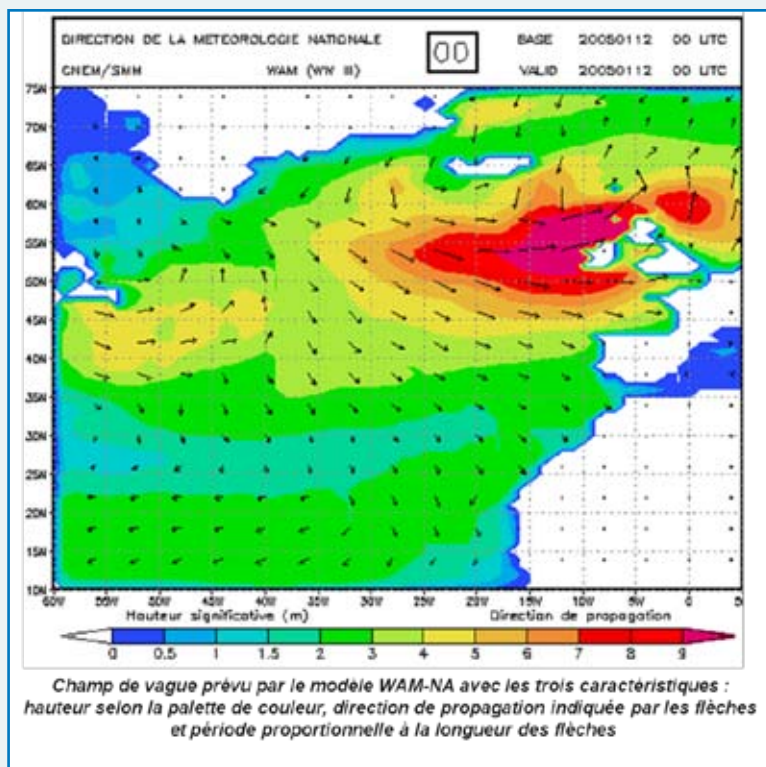 DIRECTION DE LA METEOROLOGIE NATIONALE
00
BASE 20050112 00 UTC
CNEM/SMM WAM (WW III)
VALID 20050112 00 UTC
75N
70N
65N
60N
55N
50N
45N
40N
35N
30N
25N
20N
15N
10N
60W 55W 50W 45W 40W 35W 30W 25W 20W 15W 10W 5W 0 5
Hauteur significative (m) Direction de propagation
0 0.5 1 1.5 2 3 4 5 6 7 8 9
Champ de vague prévu par le modèle WAM-NA avec les trois caractéristiques :
hauteur selon la palette de couleur, direction de propagation indiquée par les flèches
et période proportionnelle à la longueur des flèches